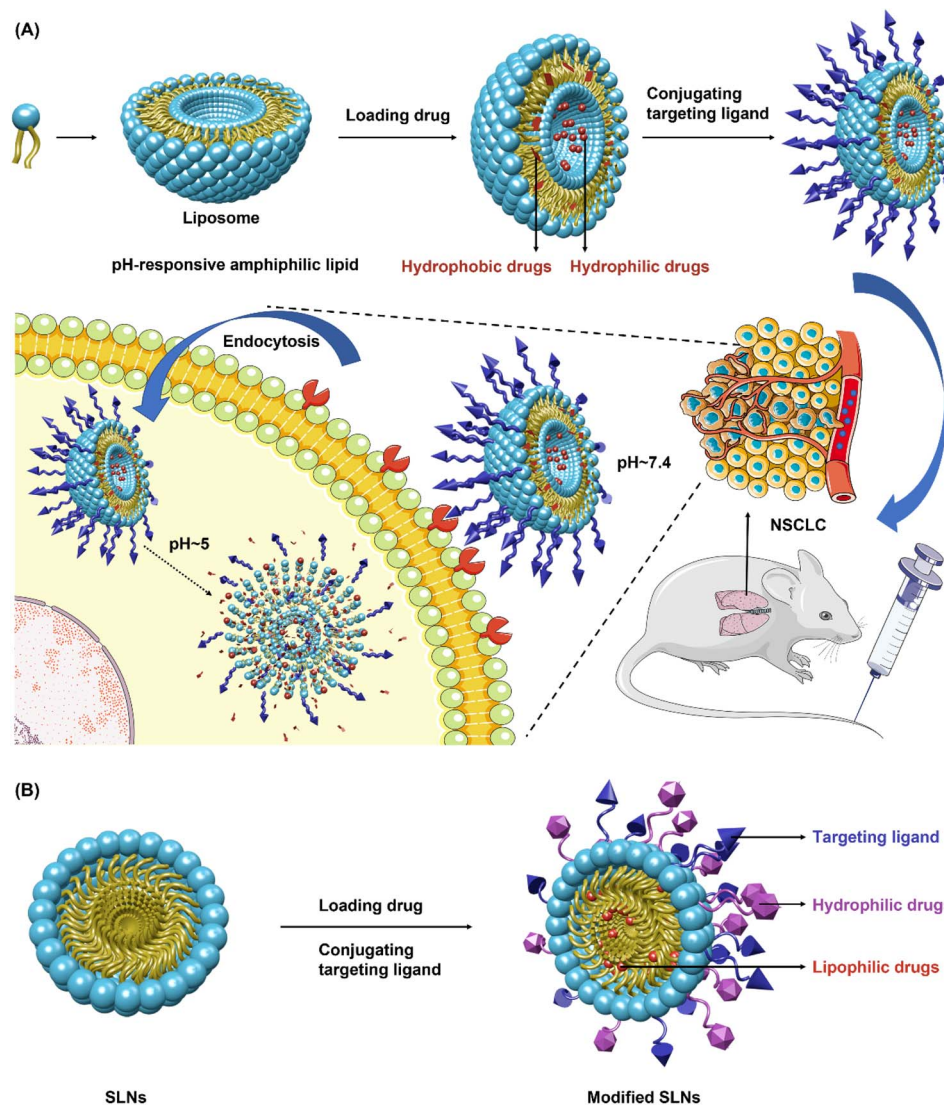 (A)
Loading drug
Conjugating
targeting ligand
Liposome
pH-responsive amphiphilic lipid
Hydrophobic drugs
Hydrophilic drugs
Endocytosis
pH~7.4
pH~5
NSCLC
(B)
Loading drug
Conjugating
targeting ligand
Targeting ligand
Hydrophilic drug
Lipophilic drugs
SLNs
Modified SLNs